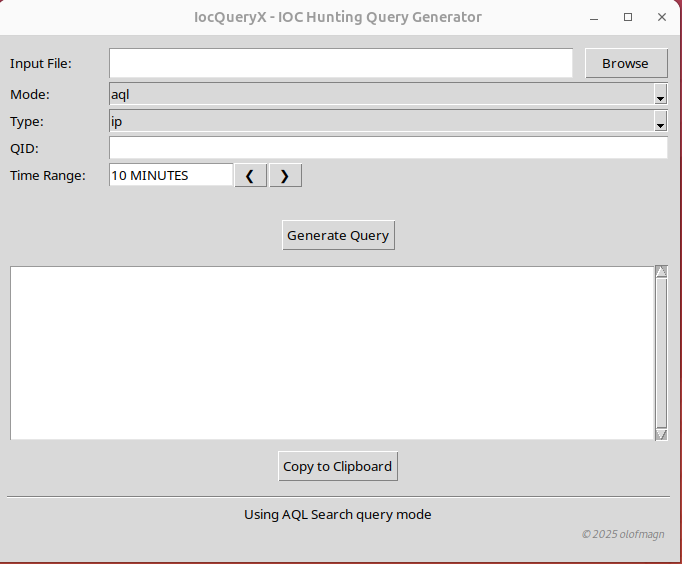 IocQueryX - IOC Hunting Query Generator
Input File:
Browse
Mode:
aql
Type:
ip
QID:
Time Range:
10 MINUTES
❮
❯
Generate Query
Copy to Clipboard
Using AQL Search query mode
© 2025 olofmagn